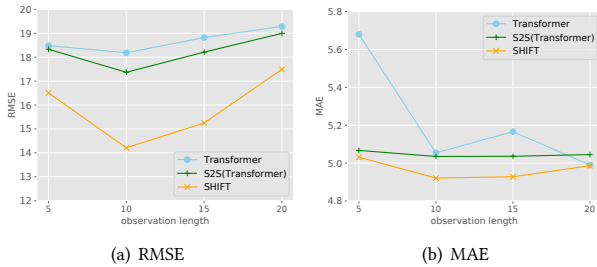 20
19
18
17
16
15
14
13
12
RMSE
5
10
15
20
observation length
Transformer
S2S(Transformer)
SHIFT
(a) RMSE
5.8
5.6
5.4
5.2
5.0
4.8
MAE
5
10
15
20
observation length
Transformer
S2S(Transformer)
SHIFT
(b) MAE